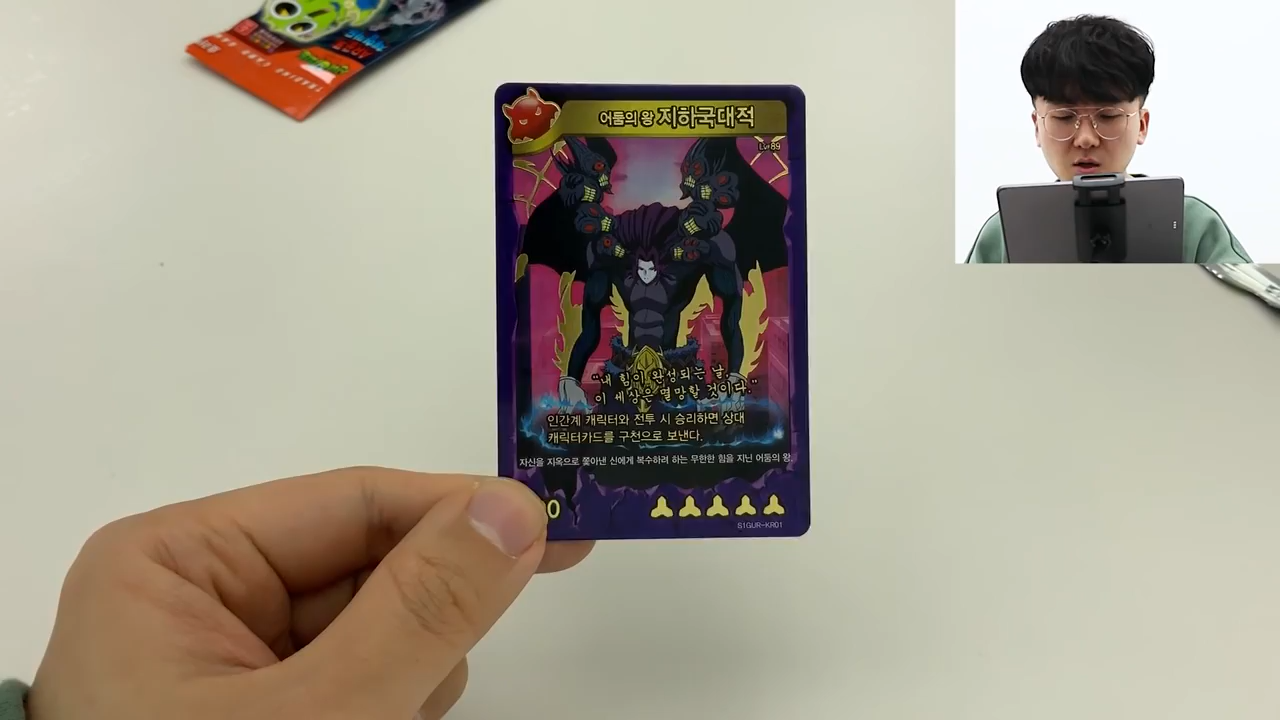 어둠의 왕 지하국대적
Lv.89
"내 힘이 완성되는 날,
이 세상은 멸망할 것이다."
인간계 캐릭터와 전투 시 승리하면 상대
캐릭터카드를 구천으로 보낸다.
자신을 지옥으로 쫓아낸 신에게 복수하려 하는 무한한 힘을 지닌 어둠의 왕.
0
S1GUR-KR01
TRADING CARD